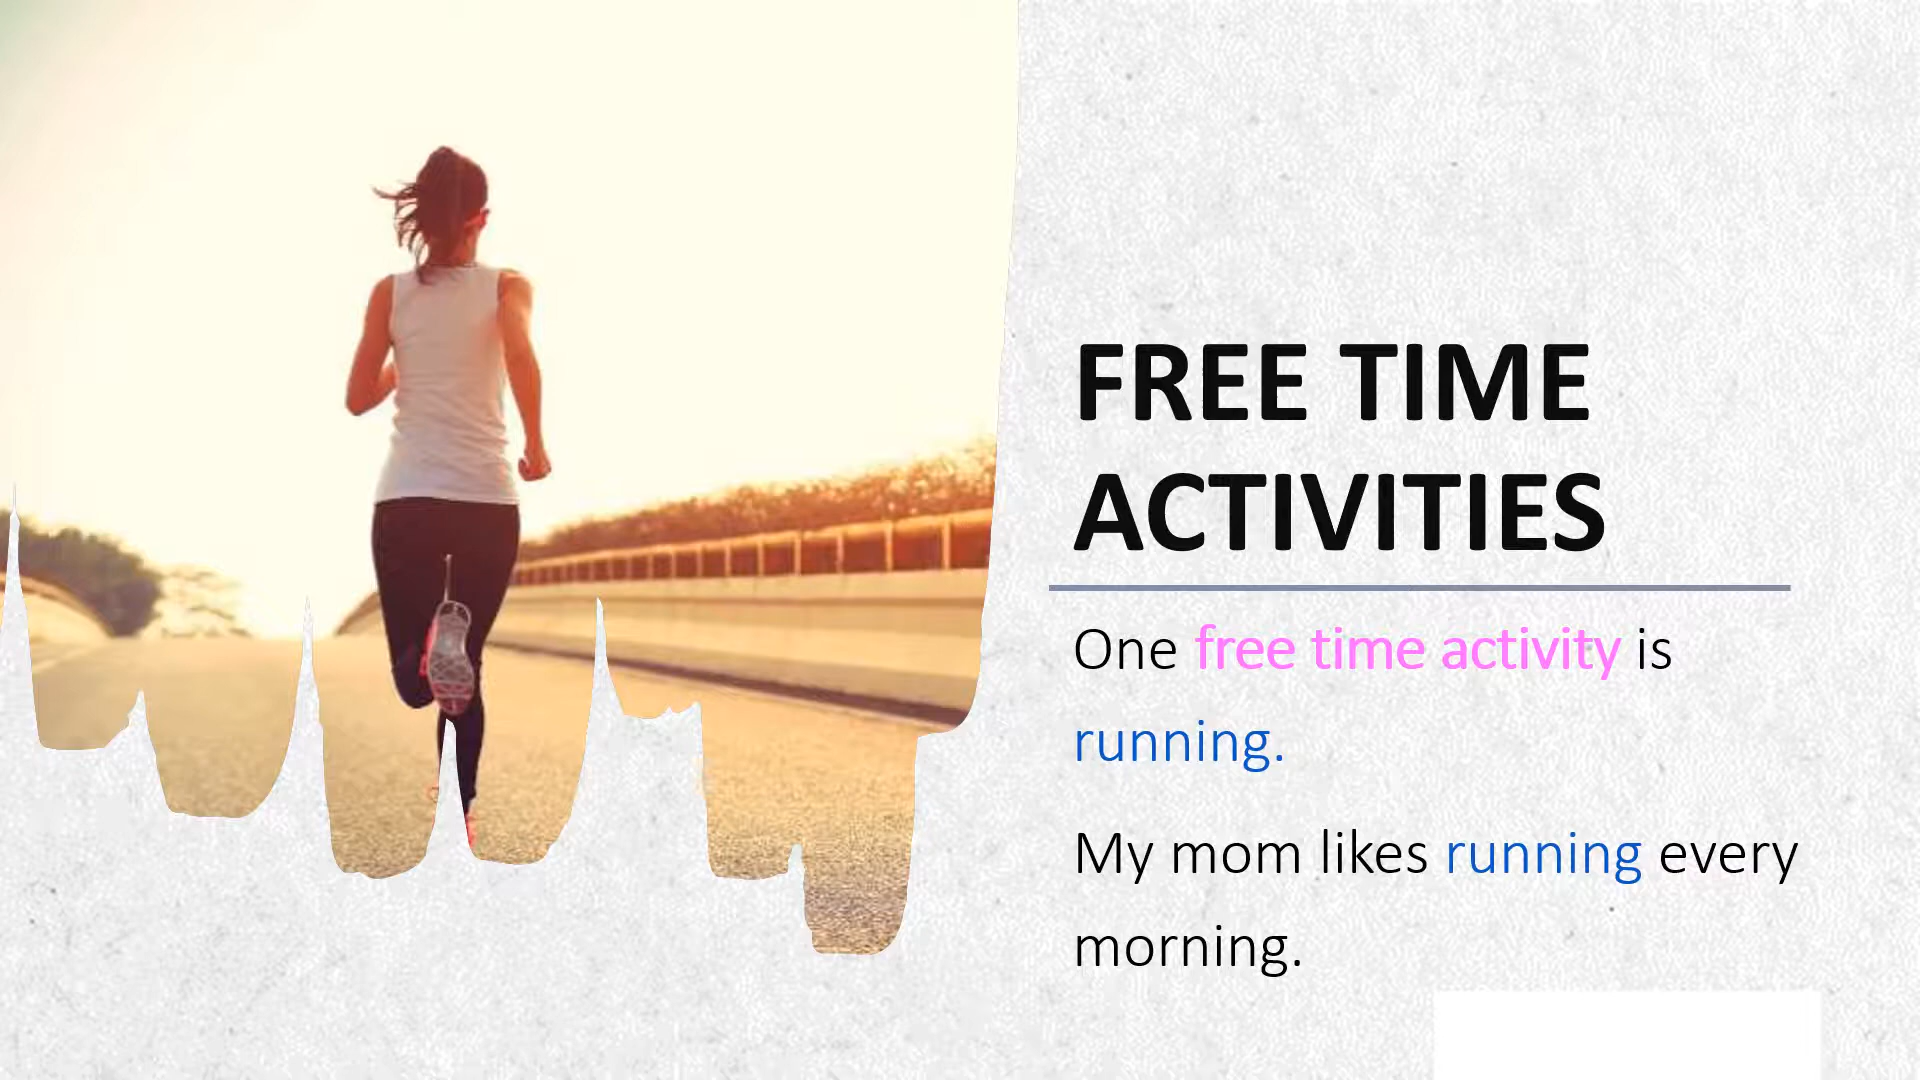 FREE TIME
ACTIVITIES
One free time activity is
running.
My mom likes running every
morning.